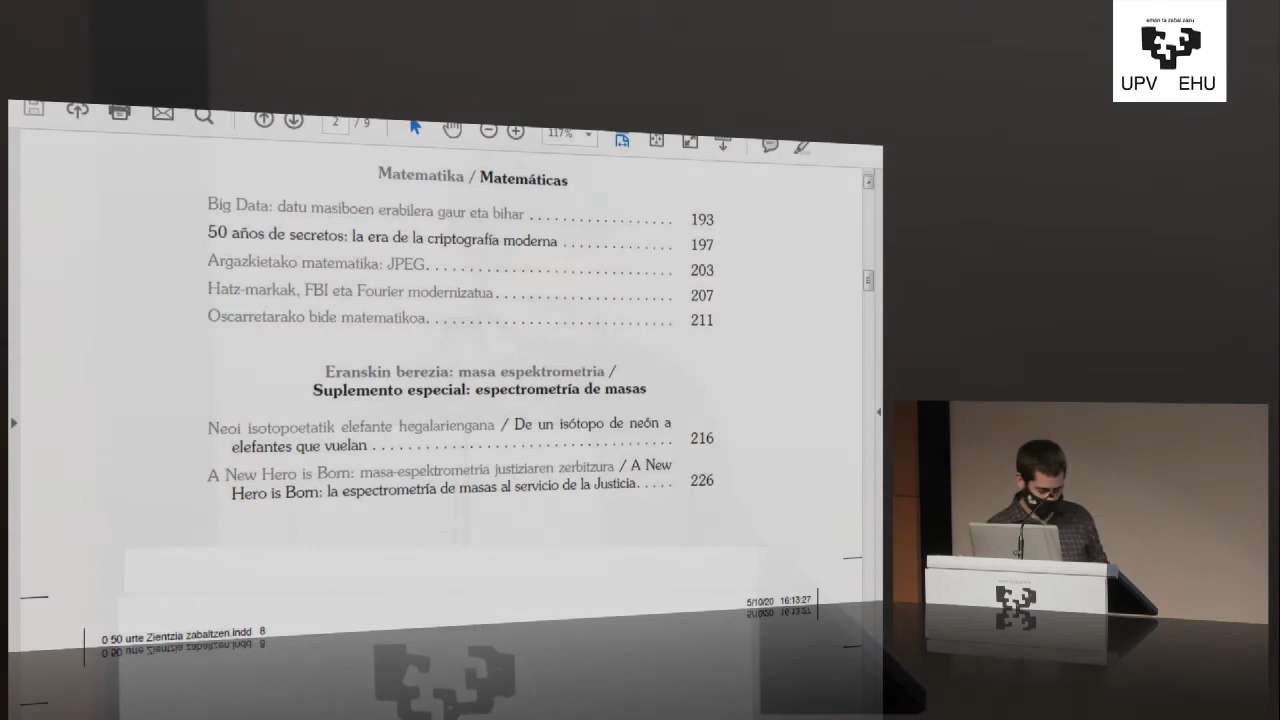 eman ta zabal zazu
UPV EHU
2 / 9
117%
Matematika / Matemáticas
Big Data: datu masiboen erabilera gaur eta bihar . . . . . . . . . . . . . . . . . . 193
50 años de secretos: la era de la criptografía moderna . . . . . . . . . . . . . . 197
Argazkietako matematika: JPEG. . . . . . . . . . . . . . . . . . . . . . . . . . . . . . . 203
Hatz-markak, FBI eta Fourier modernizatua . . . . . . . . . . . . . . . . . . . . . . 207
Oscarretarako bide matematikoa. . . . . . . . . . . . . . . . . . . . . . . . . . . . . . . 211
Eranskin berezia: masa espektrometria /
Suplemento especial: espectrometría de masas
Neoi isotopoetatik elefante hegalariengana / De un isótopo de neón a
elefantes que vuelan . . . . . . . . . . . . . . . . . . . . . . . . . . . . . . . . . . . . . . 216
A New Hero is Born: masa-espektrometria justiziaren zerbitzura / A New
Hero is Born: la espectrometría de masas al servicio de la Justicia. . . . . 226
0 50 urte Zientzia zabaltzen.indd 8
5/10/20 16:13:27